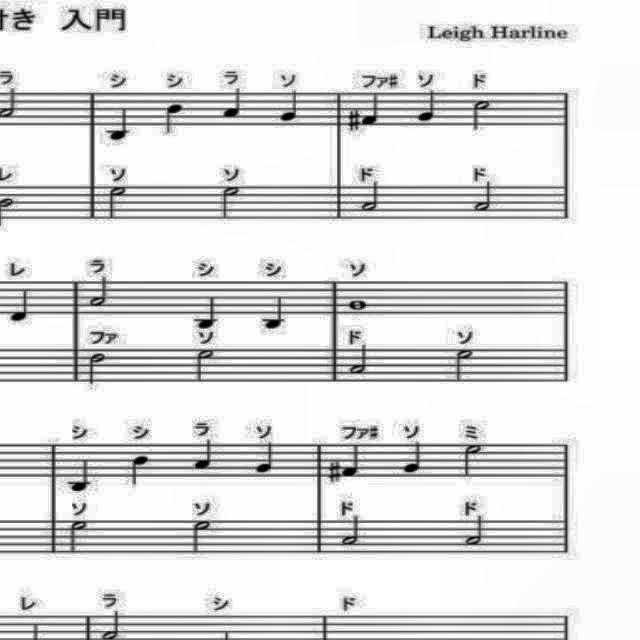 付き 入門
Leigh Harline
ラ シ シ ラ ソ ファ♯ ソ ド
レ ソ ソ ド ド
レ ラ シ シ ソ
ファ ソ ド ソ
シ シ ラ ソ ファ♯ ソ ミ
ソ ソ ド ド
レ ラ シ ド